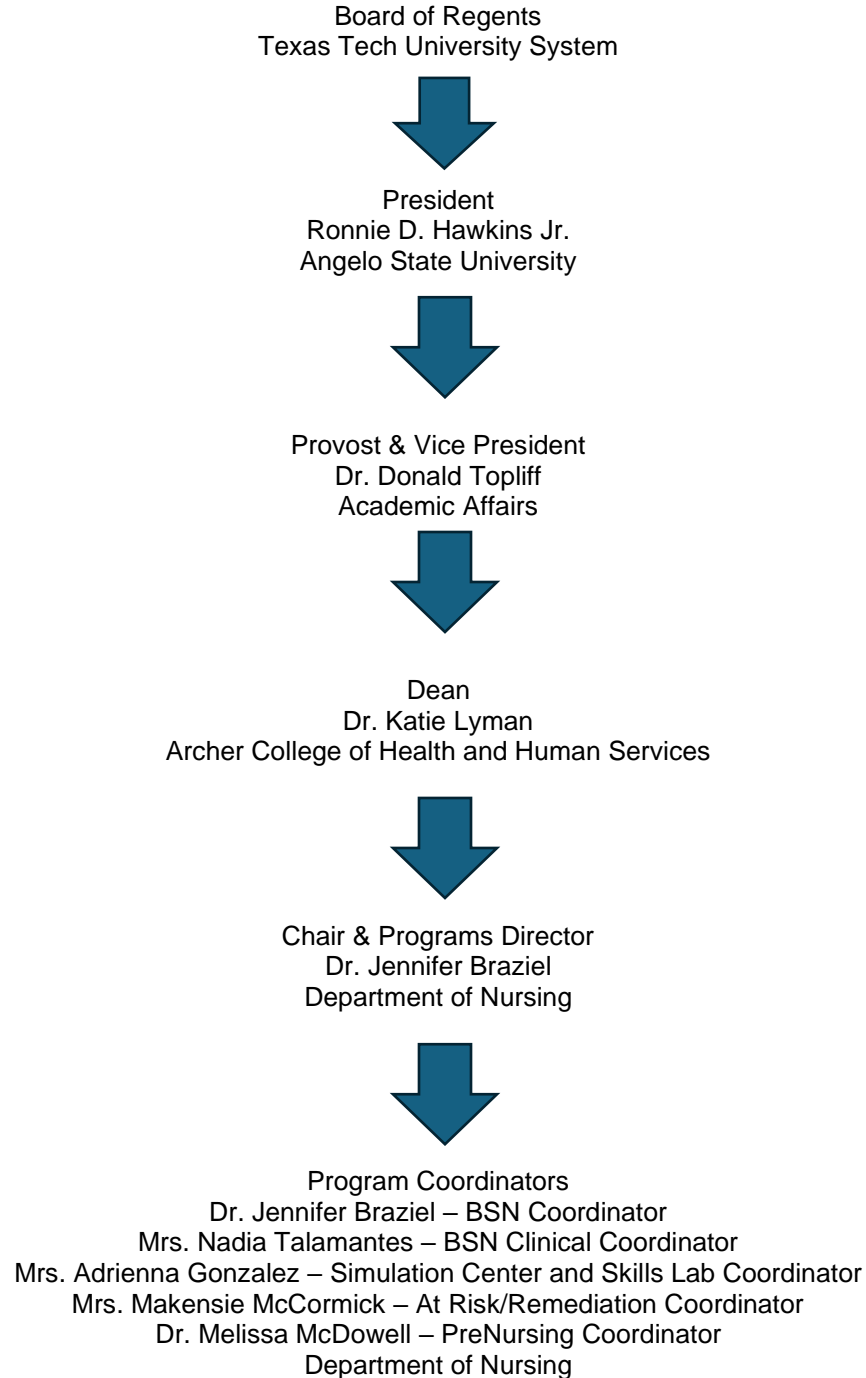 Board of Regents
Texas Tech University System
President
Ronnie D. Hawkins Jr.
Angelo State University
Provost & Vice President
Dr. Donald Topliff
Academic Affairs
Dean
Dr. Katie Lyman
Archer College of Health and Human Services
Chair & Programs Director
Dr. Jennifer Braziel
Department of Nursing
Program Coordinators
Dr. Jennifer Braziel – BSN Coordinator
Mrs. Nadia Talamantes – BSN Clinical Coordinator
Mrs. Adrienna Gonzalez – Simulation Center and Skills Lab Coordinator
Mrs. Makensie McCormick – At Risk/Remediation Coordinator
Dr. Melissa McDowell – PreNursing Coordinator
Department of Nursing